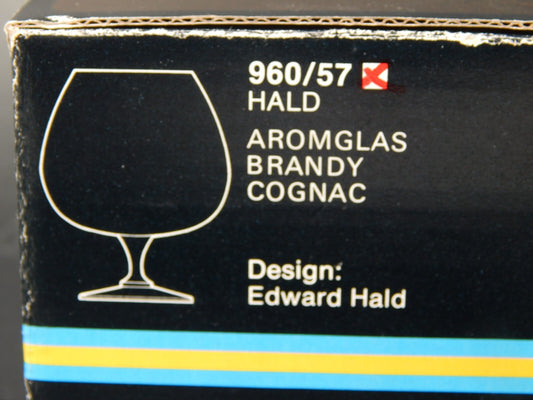 960/57
HALD
AROMGLAS
BRANDY
COGNAC
Design:
Edward Hald